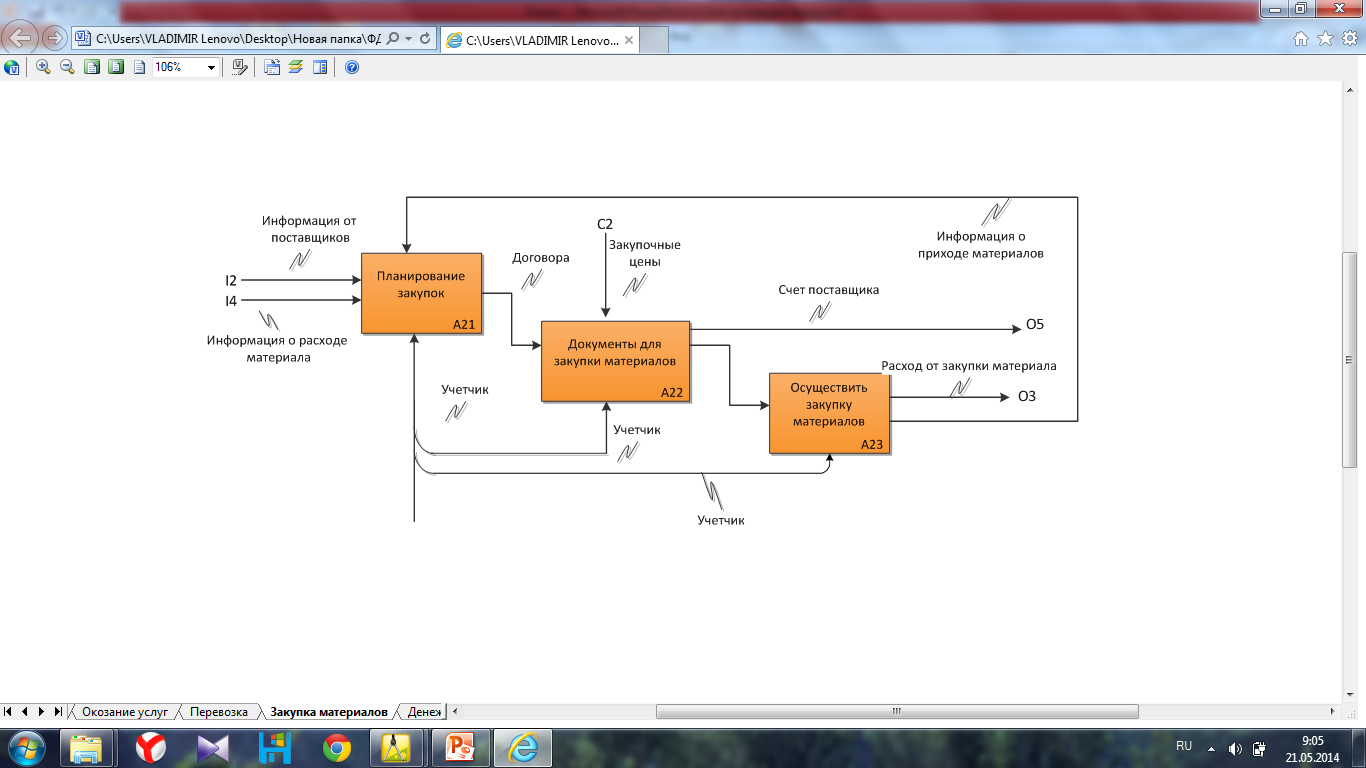 C:\Users\VLADIMIR Lenovo\Desktop\Новая папка\ФД
C:\Users\VLADIMIR Lenovo...
106%
Информация от
поставщиков
I2
I4
Информация о расходе
материала
Планирование
закупок
A21
Договора
C2
Закупочные
цены
Документы для
закупки материалов
A22
Счет поставщика
O5
Информация о
приходе материалов
Осуществить
закупку
материалов
A23
Расход от закупки материала
O3
Учетчик
Учетчик
Учетчик
Окозание услуг
Перевозка
Закупка материалов
Денеж
RU
9:05
21.05.2014